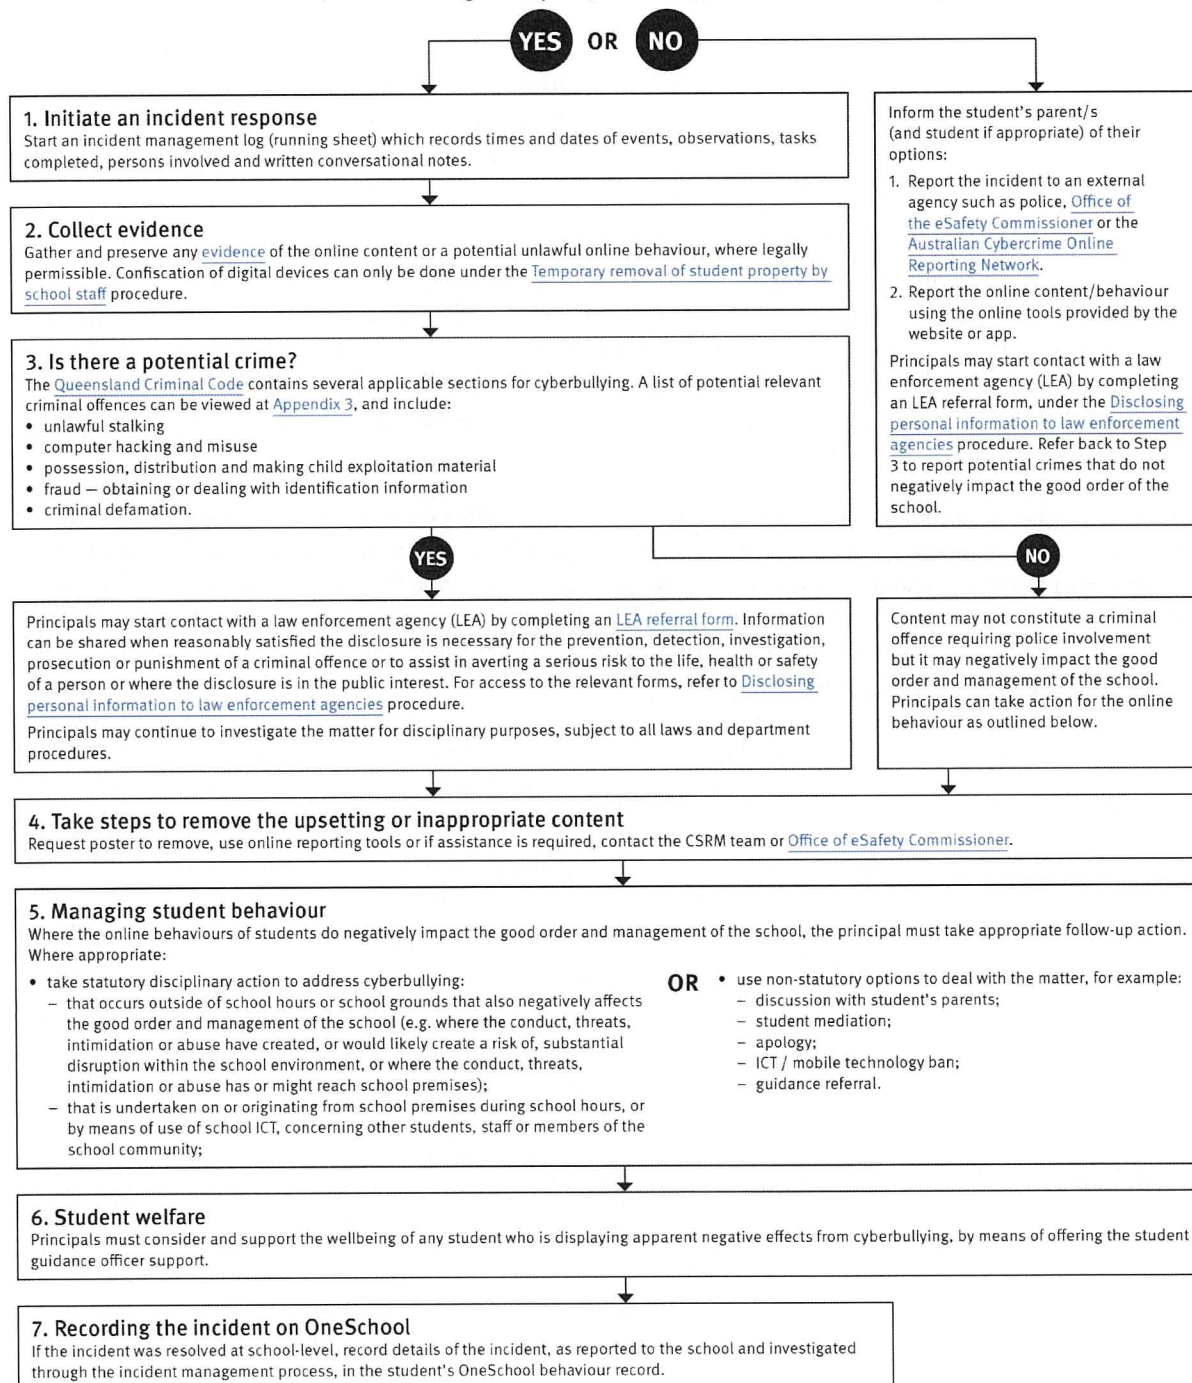 YES OR NO
1. Initiate an incident response
Start an incident management log (running sheet) which records times and dates of events, observations, tasks
completed, persons involved and written conversational notes.
Inform the student's parent/s
(and student if appropriate) of their
options:
1. Report the incident to an external
agency such as police, Office of
the eSafety Commissioner or the
Australian Cybercrime Online
Reporting Network.
2. Report the online content/behaviour
using the online tools provided by the
website or app.
Principals may start contact with a law
enforcement agency (LEA) by completing
an LEA referral form, under the Disclosing
personal information to law enforcement
agencies procedure. Refer back to Step
3 to report potential crimes that do not
negatively impact the good order of the
school.
2. Collect evidence
Gather and preserve any evidence of the online content or a potential unlawful online behaviour, where legally
permissible. Confiscation of digital devices can only be done under the Temporary removal of student property by
school staff procedure.
3. Is there a potential crime?
The Queensland Criminal Code contains several applicable sections for cyberbullying. A list of potential relevant
criminal offences can be viewed at Appendix 3, and include:
• unlawful stalking
• computer hacking and misuse
• possession, distribution and making child exploitation material
• fraud — obtaining or dealing with identification information
• criminal defamation.
YES
NO
Principals may start contact with a law enforcement agency (LEA) by completing an LEA referral form. Information
can be shared when reasonably satisfied the disclosure is necessary for the prevention, detection, investigation,
prosecution or punishment of a criminal offence or to assist in averting a serious risk to the life, health or safety
of a person or where the disclosure is in the public interest. For access to the relevant forms, refer to Disclosing
personal information to law enforcement agencies procedure.
Principals may continue to investigate the matter for disciplinary purposes, subject to all laws and department
procedures.
Content may not constitute a criminal
offence requiring police involvement
but it may negatively impact the good
order and management of the school.
Principals can take action for the online
behaviour as outlined below.
4. Take steps to remove the upsetting or inappropriate content
Request poster to remove, use online reporting tools or if assistance is required, contact the CSRM team or Office of eSafety Commissioner.
5. Managing student behaviour
Where the online behaviours of students do negatively impact the good order and management of the school, the principal must take appropriate follow-up action.
Where appropriate:
• take statutory disciplinary action to address cyberbullying:
– that occurs outside of school hours or school grounds that also negatively affects
the good order and management of the school (e.g. where the conduct, threats,
intimidation or abuse have created, or would likely create a risk of, substantial
disruption within the school environment, or where the conduct, threats,
intimidation or abuse has or might reach school premises);
– that is undertaken on or originating from school premises during school hours, or
by means of use of school ICT, concerning other students, staff or members of the
school community;
OR
• use non-statutory options to deal with the matter, for example:
– discussion with student's parents;
– student mediation;
– apology;
– ICT / mobile technology ban;
– guidance referral.
6. Student welfare
Principals must consider and support the wellbeing of any student who is displaying apparent negative effects from cyberbullying, by means of offering the student
guidance officer support.
7. Recording the incident on OneSchool
If the incident was resolved at school-level, record details of the incident, as reported to the school and investigated
through the incident management process, in the student's OneSchool behaviour record.